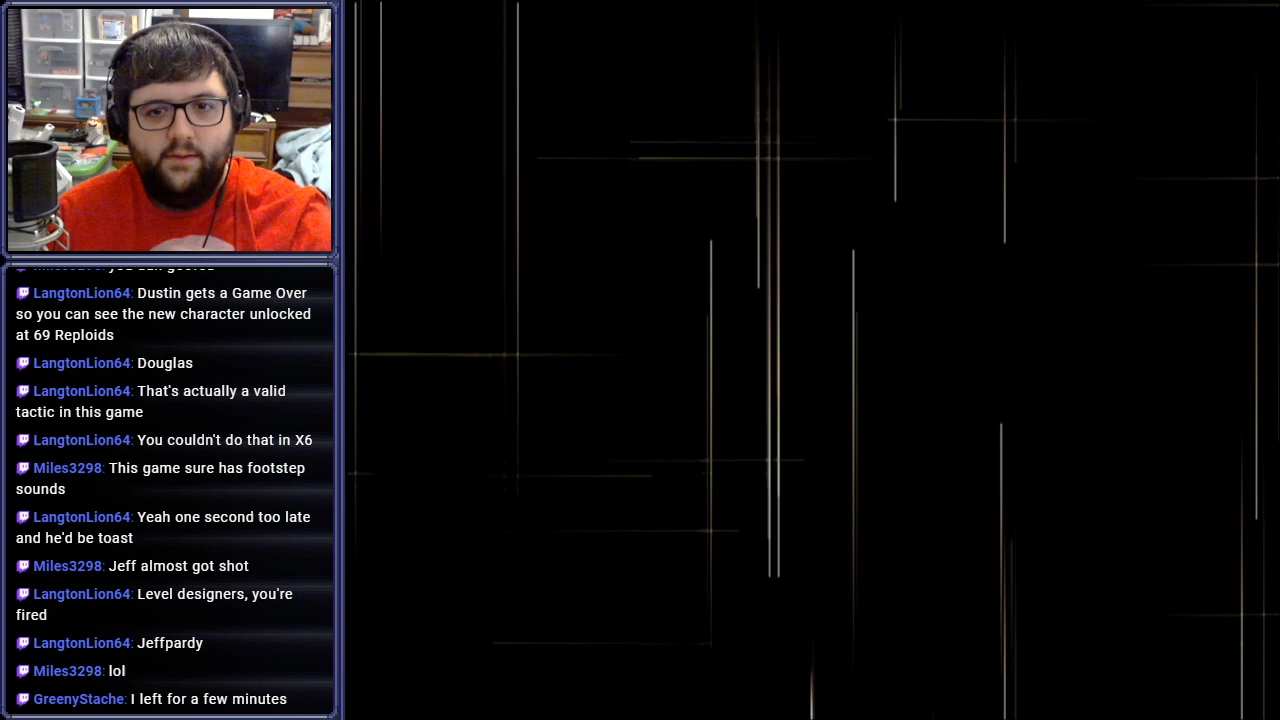 LangtonLion64: Dustin gets a Game Over
so you can see the new character unlocked
at 69 Reploids
LangtonLion64: Douglas
LangtonLion64: That's actually a valid
tactic in this game
LangtonLion64: You couldn't do that in X6
Miles3298: This game sure has footstep
sounds
LangtonLion64: Yeah one second too late
and he'd be toast
Miles3298: Jeff almost got shot
LangtonLion64: Level designers, you're
fired
LangtonLion64: Jeffpardy
Miles3298: lol
GreenyStache: I left for a few minutes